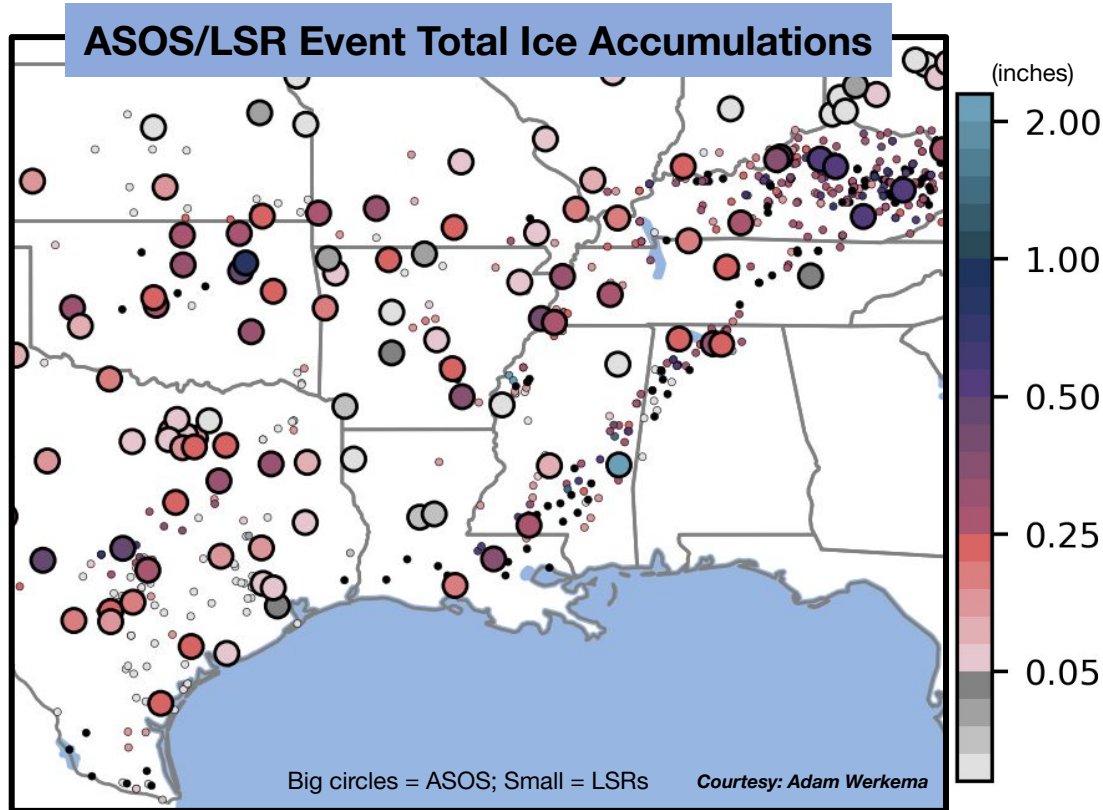 ASOS/LSR Event Total Ice Accumulations
(inches)
2.00
1.00
0.50
0.25
0.05
Big circles = ASOS; Small = LSRs
Courtesy: Adam Werkema